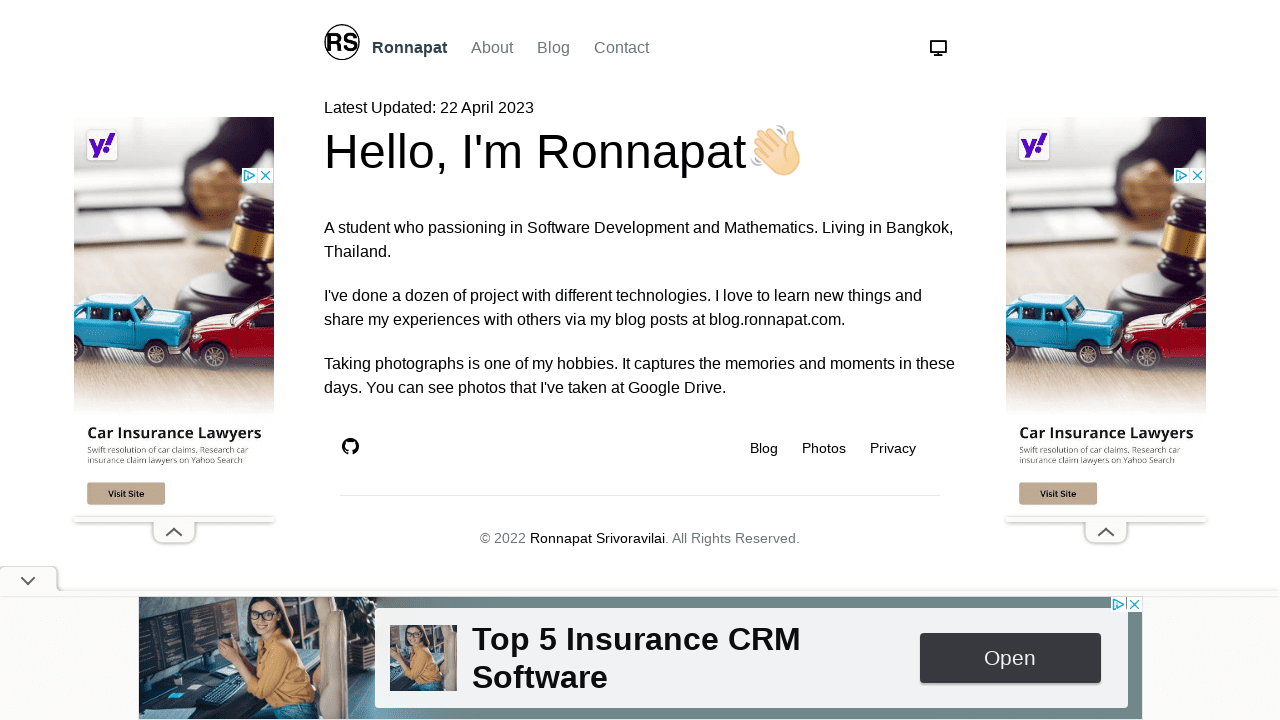 RS Ronnapat About Blog Contact
Latest Updated: 22 April 2023
Hello, I'm Ronnapat👋🏻
A student who passioning in Software Development and Mathematics. Living in Bangkok,
Thailand.
I've done a dozen of project with different technologies. I love to learn new things and
share my experiences with others via my blog posts at blog.ronnapat.com.
Taking photographs is one of my hobbies. It captures the memories and moments in these
days. You can see photos that I've taken at Google Drive.
Blog Photos Privacy
© 2022 Ronnapat Srivoravilai. All Rights Reserved.
y!
Car Insurance Lawyers
Swift resolution of car claims. Research car
insurance claim lawyers on Yahoo Search
Visit Site
y!
Car Insurance Lawyers
Swift resolution of car claims. Research car
insurance claim lawyers on Yahoo Search
Visit Site
Top 5 Insurance CRM
Software
Open